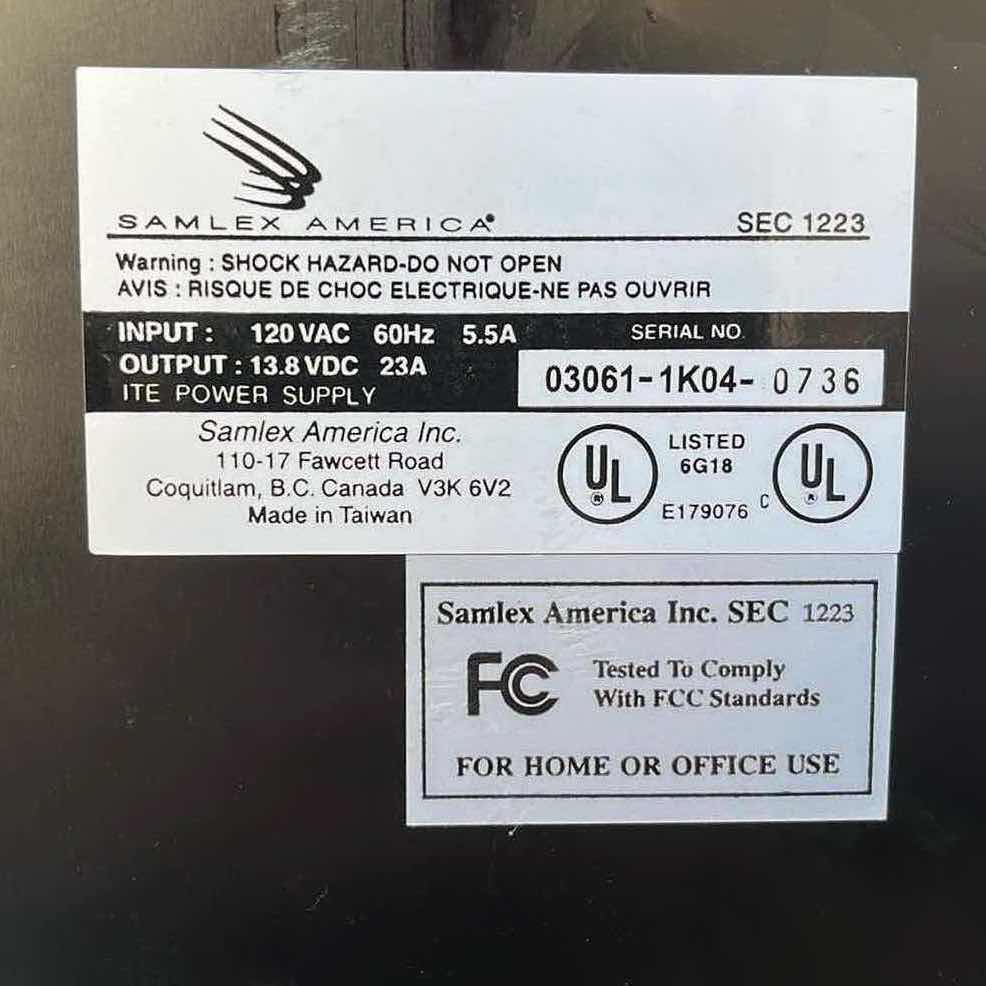 SAMLEX AMERICA®
SEC 1223
Warning : SHOCK HAZARD-DO NOT OPEN
AVIS : RISQUE DE CHOC ELECTRIQUE-NE PAS OUVRIR
INPUT : 120 VAC 60Hz 5.5A
OUTPUT : 13.8 VDC 23A
ITE POWER SUPPLY
SERIAL NO.
03061-1K04- 0736
Samlex America Inc.
110-17 Fawcett Road
Coquitlam, B.C. Canada V3K 6V2
Made in Taiwan
UL ®
LISTED
6G18
E179076
C UL ®
Samlex America Inc. SEC 1223
FC
Tested To Comply
With FCC Standards
FOR HOME OR OFFICE USE